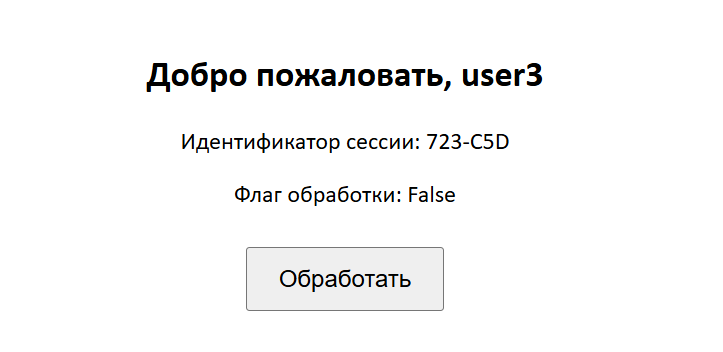 Добро пожаловать, user3
Идентификатор сессии: 723-C5D
Флаг обработки: False
Обработать